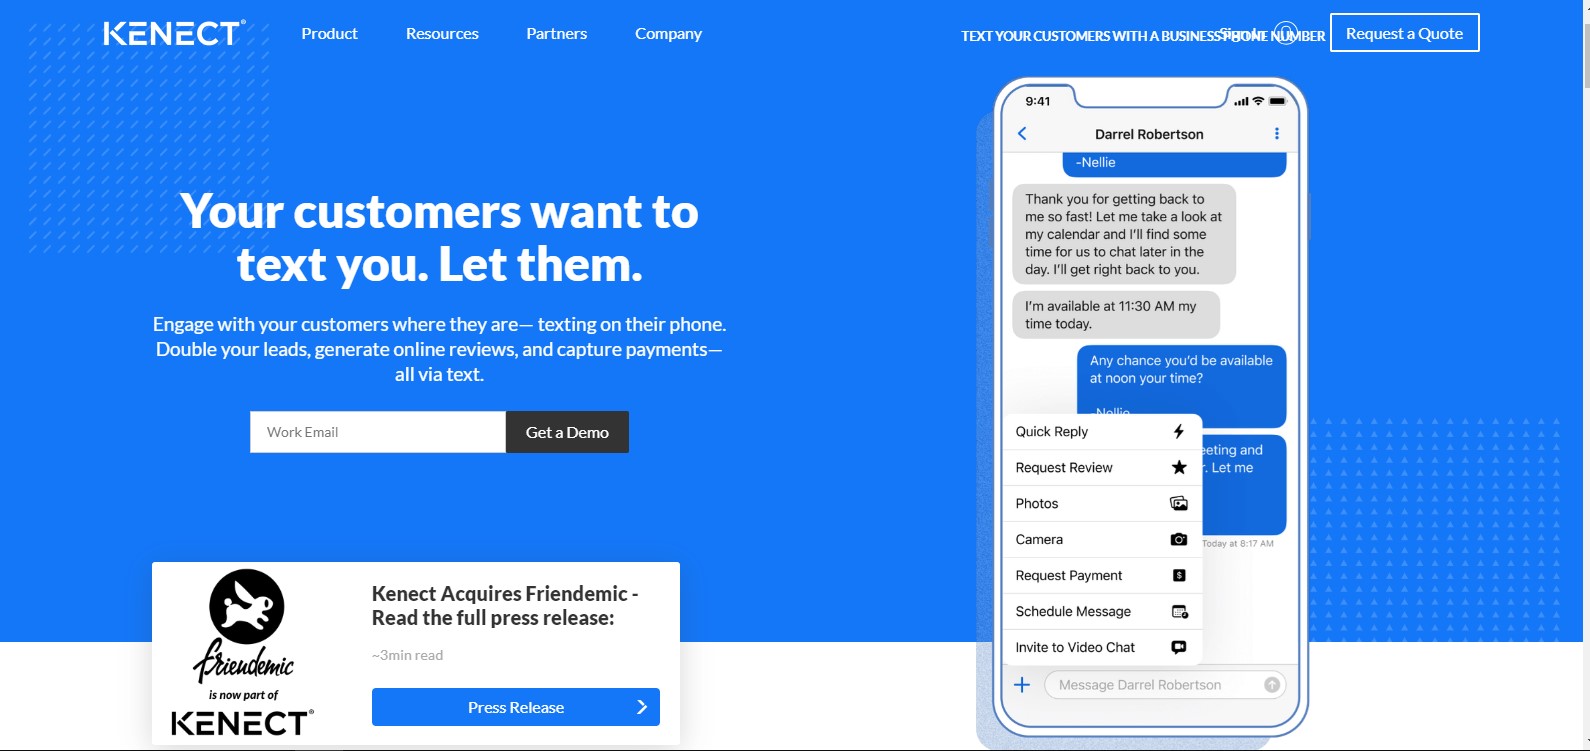 KENECT®
Product
Resources
Partners
Company
TEXT YOUR CUSTOMERS WITH A BUSINESS PHONE NUMBER
Sign In
Request a Quote
Your customers want to
text you. Let them.
Engage with your customers where they are— texting on their phone.
Double your leads, generate online reviews, and capture payments—
all via text.
Work Email
Get a Demo
friendemic
is now part of
KENECT®
Kenect Acquires Friendemic -
Read the full press release:
~3min read
Press Release
9:41
Darrel Robertson
-Nellie
Thank you for getting back to
me so fast! Let me take a look at
my calendar and I'll find some
time for us to chat later in the
day. I'll get right back to you.
I'm available at 11:30 AM my
time today.
Any chance you'd be available
at noon your time?
-Nellie
eeting and
. Let me
Today at 8:17 AM
Quick Reply
Request Review
Photos
Camera
Request Payment
Schedule Message
Invite to Video Chat
Message Darrel Robertson